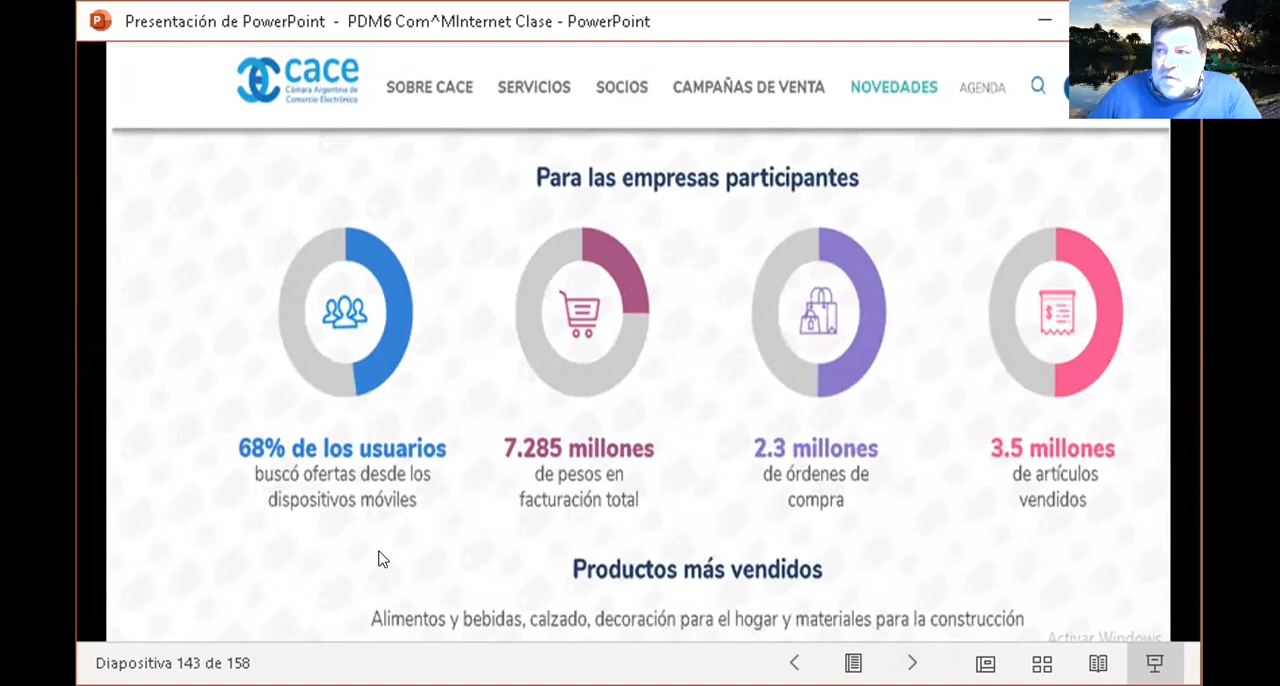 Presentación de PowerPoint - PDM6 Com^MInternet Clase - PowerPoint
cace
Cámara Argentina de
Comercio Electrónico
SOBRE CACE SERVICIOS SOCIOS CAMPAÑAS DE VENTA NOVEDADES AGENDA
Para las empresas participantes
68% de los usuarios
buscó ofertas desde los
dispositivos móviles
7.285 millones
de pesos en
facturación total
2.3 millones
de órdenes de
compra
3.5 millones
de artículos
vendidos
Productos más vendidos
Alimentos y bebidas, calzado, decoración para el hogar y materiales para la construcción
Activar Windows
Diapositiva 143 de 158